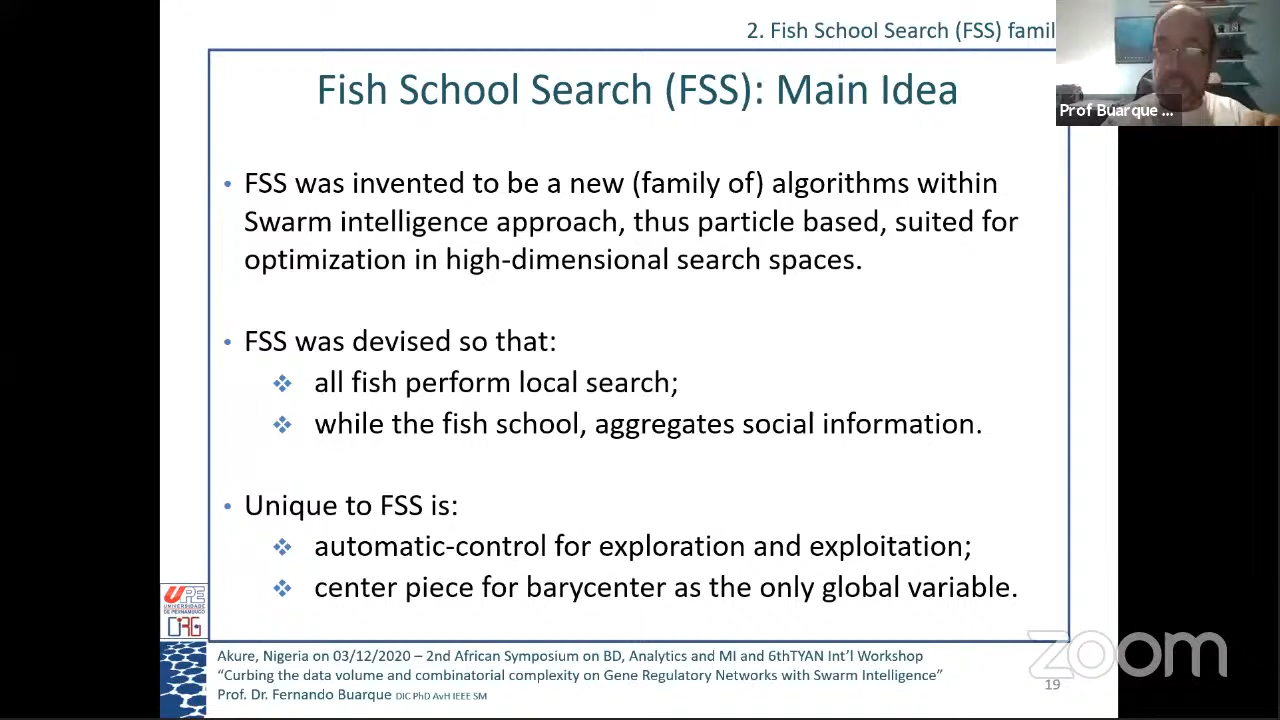 2. Fish School Search (FSS) famil
Prof Buarque ...
Fish School Search (FSS): Main Idea
• FSS was invented to be a new (family of) algorithms within
Swarm intelligence approach, thus particle based, suited for
optimization in high-dimensional search spaces.
• FSS was devised so that:
❖ all fish perform local search;
❖ while the fish school, aggregates social information.
• Unique to FSS is:
❖ automatic-control for exploration and exploitation;
❖ center piece for barycenter as the only global variable.
UPE
UNIVERSIDADE
DE PERNAMBUCO
CIRG
Akure, Nigeria on 03/12/2020 – 2nd African Symposium on BD, Analytics and MI and 6thTYAN Int'l Workshop
"Curbing the data volume and combinatorial complexity on Gene Regulatory Networks with Swarm Intelligence"
Prof. Dr. Fernando Buarque DIC PhD AvH IEEE SM
19
zoom